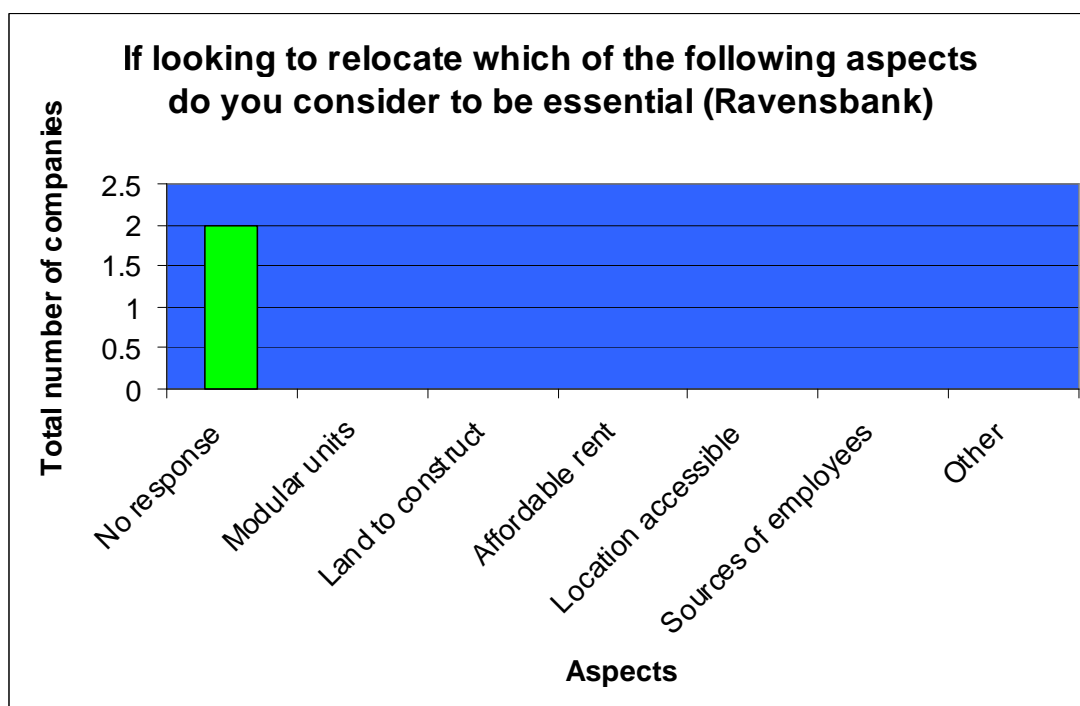 If looking to relocate which of the following aspects
do you consider to be essential (Ravensbank)
Total number of companies
2.5
2
1.5
1
0.5
0
No response
Modular units
Land to construct
Affordable rent
Location accessible
Sources of employees
Other
Aspects